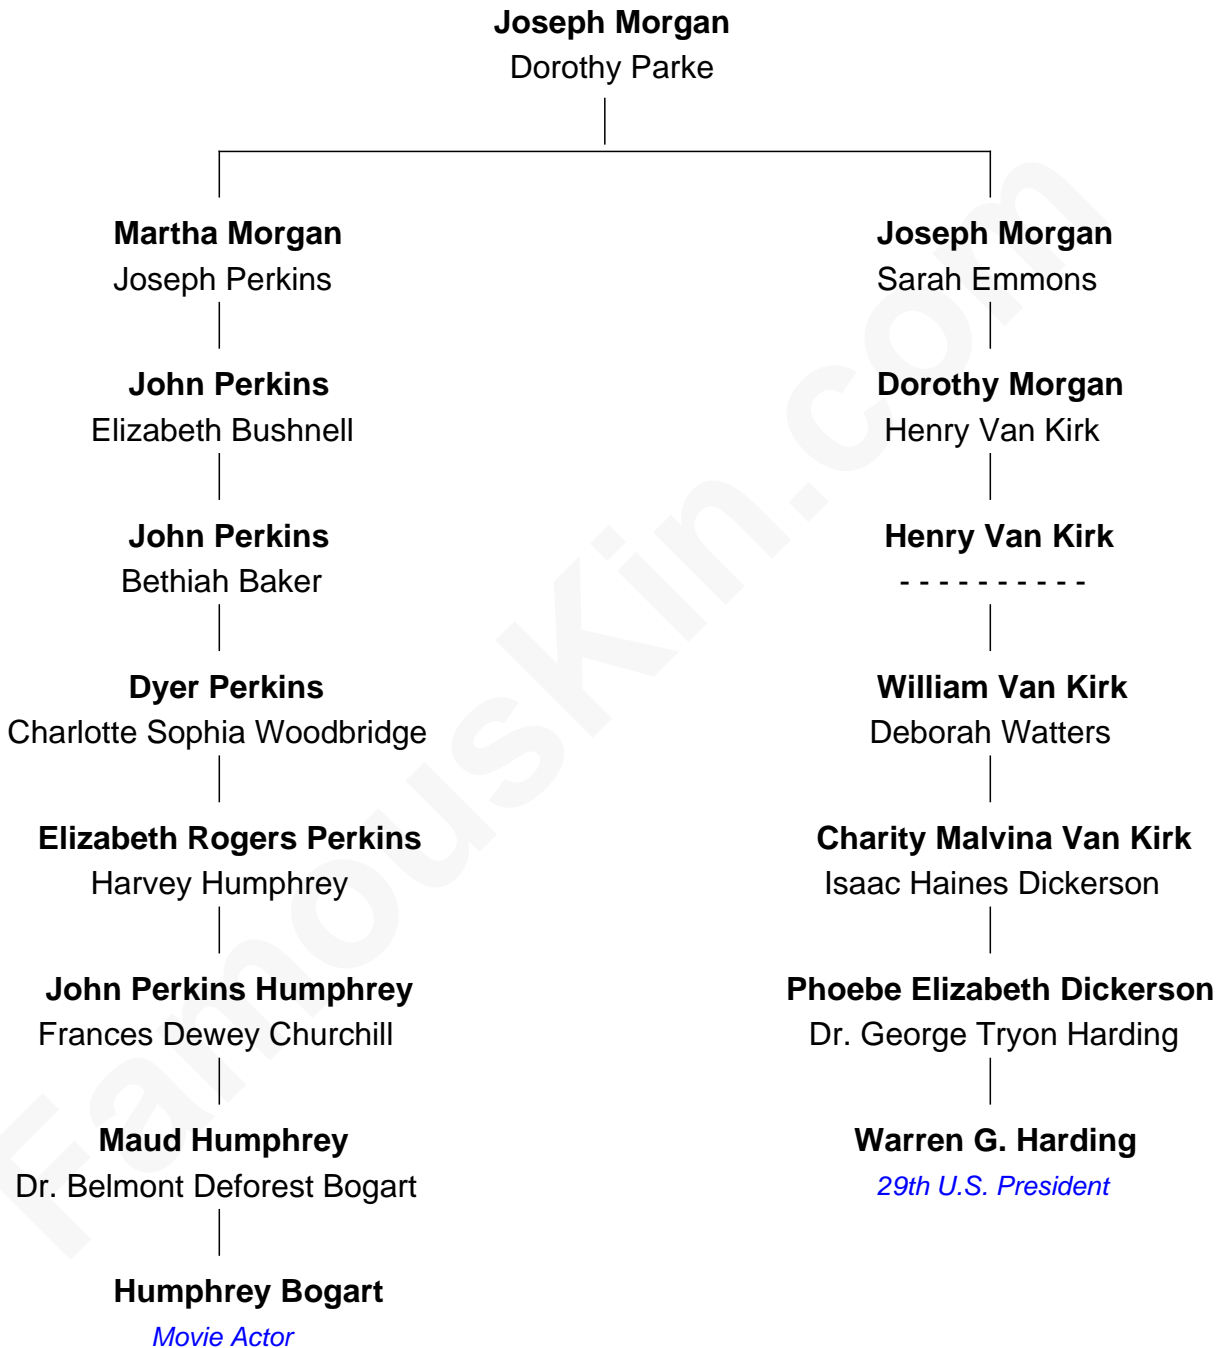 Joseph Morgan
Dorothy Parke
Martha Morgan
Joseph Perkins
John Perkins
Elizabeth Bushnell
John Perkins
Bethiah Baker
Dyer Perkins
Charlotte Sophia Woodbridge
Elizabeth Rogers Perkins
Harvey Humphrey
John Perkins Humphrey
Frances Dewey Churchill
Maud Humphrey
Dr. Belmont Deforest Bogart
Humphrey Bogart
Movie Actor
Joseph Morgan
Sarah Emmons
Dorothy Morgan
Henry Van Kirk
Henry Van Kirk
- - - - - - - - - -
William Van Kirk
Deborah Watters
Charity Malvina Van Kirk
Isaac Haines Dickerson
Phoebe Elizabeth Dickerson
Dr. George Tryon Harding
Warren G. Harding
29th U.S. President
FamousKin.com